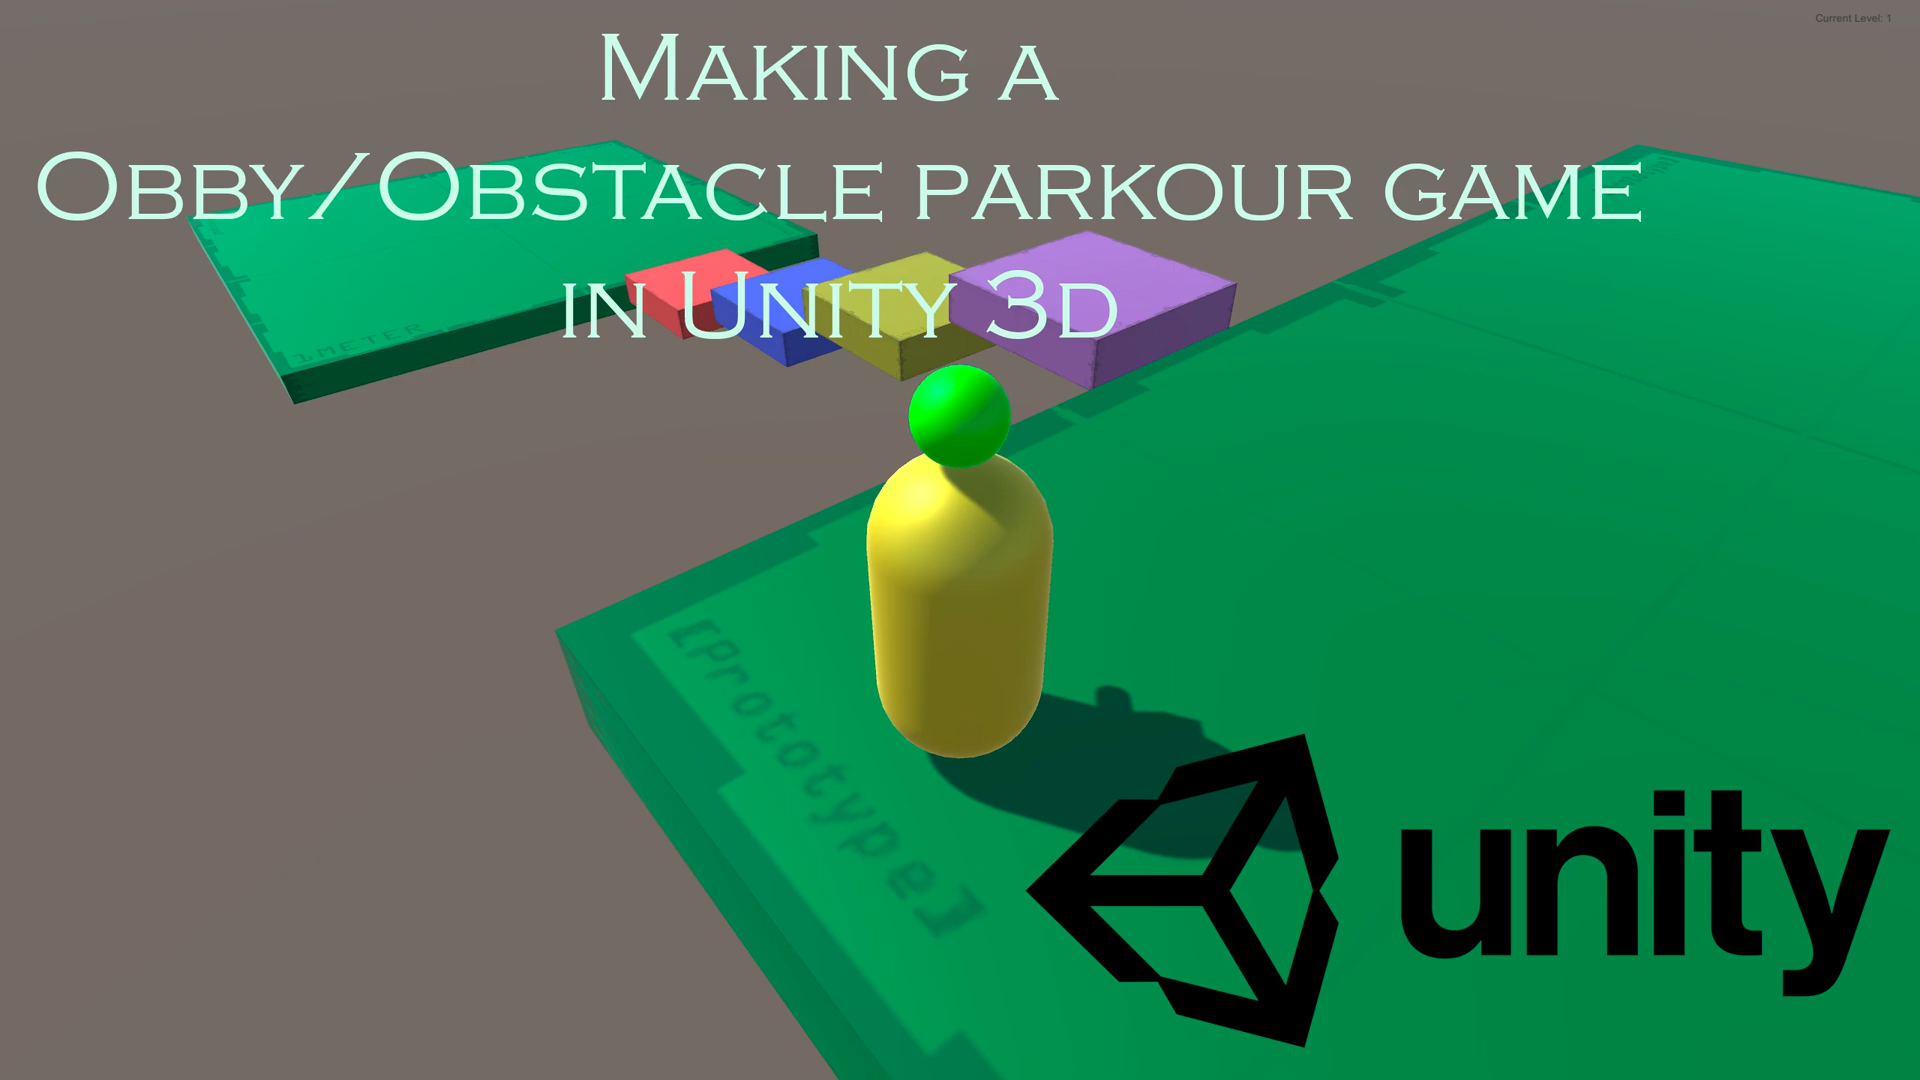 Current Level: 1
Making a
Obby/Obstacle parkour game
in Unity 3d
1METER
[Prototype]
unity